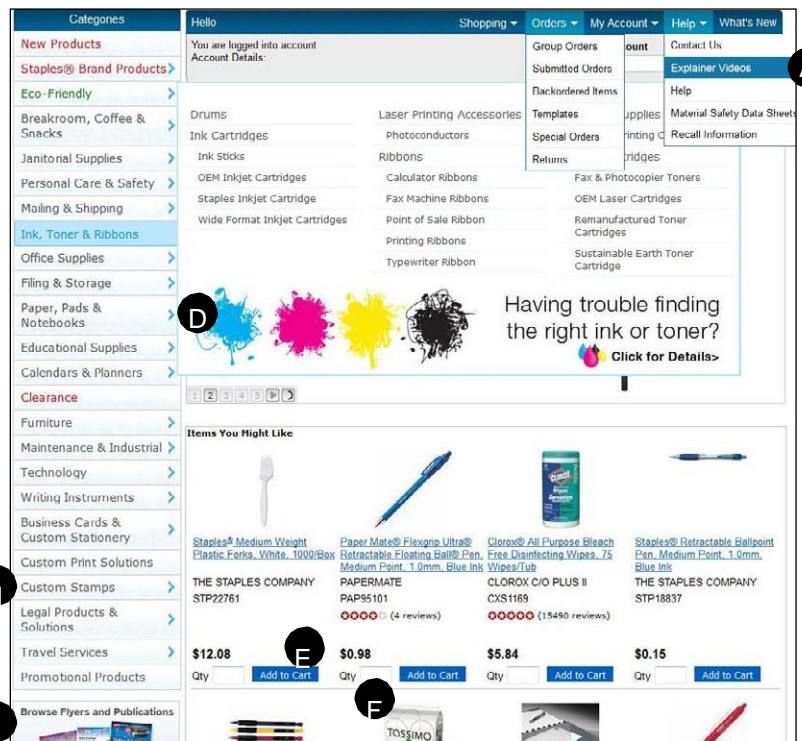 Categories
New Products
Staples® Brand Products
Eco-Friendly
Breakroom, Coffee &
Snacks
Janitorial Supplies
Personal Care & Safety
Mailing & Shipping
Ink, Toner & Ribbons
Office Supplies
Filing & Storage
Paper, Pads &
Notebooks
Educational Supplies
Calendars & Planners
Clearance
Furniture
Maintenance & Industrial
Technology
Writing Instruments
Business Cards &
Custom Stationery
Custom Print Solutions
Custom Stamps
Legal Products &
Solutions
Travel Services
Promotional Products
Browse Flyers and Publications
Hello Shopping Orders My Account Help What's New
You are logged into account
Account Details:
Group Orders
Submitted Orders
Backordered Items
Templates
Special Orders
Returns
Contact Us
Explainer Videos
Help
Material Safety Data Sheets
Recall Information
Drums
Ink Cartridges
Ink Sticks
OEM Inkjet Cartridges
Staples Inkjet Cartridge
Wide Format Inkjet Cartridges
Laser Printing Accessories
Photoconductors
Ribbons
Calculator Ribbons
Fax Machine Ribbons
Point of Sale Ribbon
Printing Ribbons
Typewriter Ribbon
Fax & Photocopier Toners
OEM Laser Cartridges
Remanufactured Toner
Cartridges
Sustainable Earth Toner
Cartridge
D
Having trouble finding
the right ink or toner?
Click for Details>
1 2 3 4 5
Items You Might Like
Staples® Medium Weight
Plastic Forks, White, 1000/Box
THE STAPLES COMPANY
STP22761
$12.08
Qty Add to Cart
E
Paper Mate® Flexgrip Ultra®
Retractable Floating Ball® Pen,
Medium Point, 1.0mm, Blue Ink
PAPERMATE
PAP95101
(4 reviews)
$0.98
Qty Add to Cart
CLOROX
Clorox® All Purpose Bleach
Free Disinfecting Wipes, 75
Wipes/Tub
CLOROX C/O PLUS II
CXS1169
(15490 reviews)
$5.84
Qty Add to Cart
Staples® Retractable Ballpoint
Pen, Medium Point, 1.0mm,
Blue Ink
THE STAPLES COMPANY
STP18837
$0.15
Qty Add to Cart
TOSSIMO